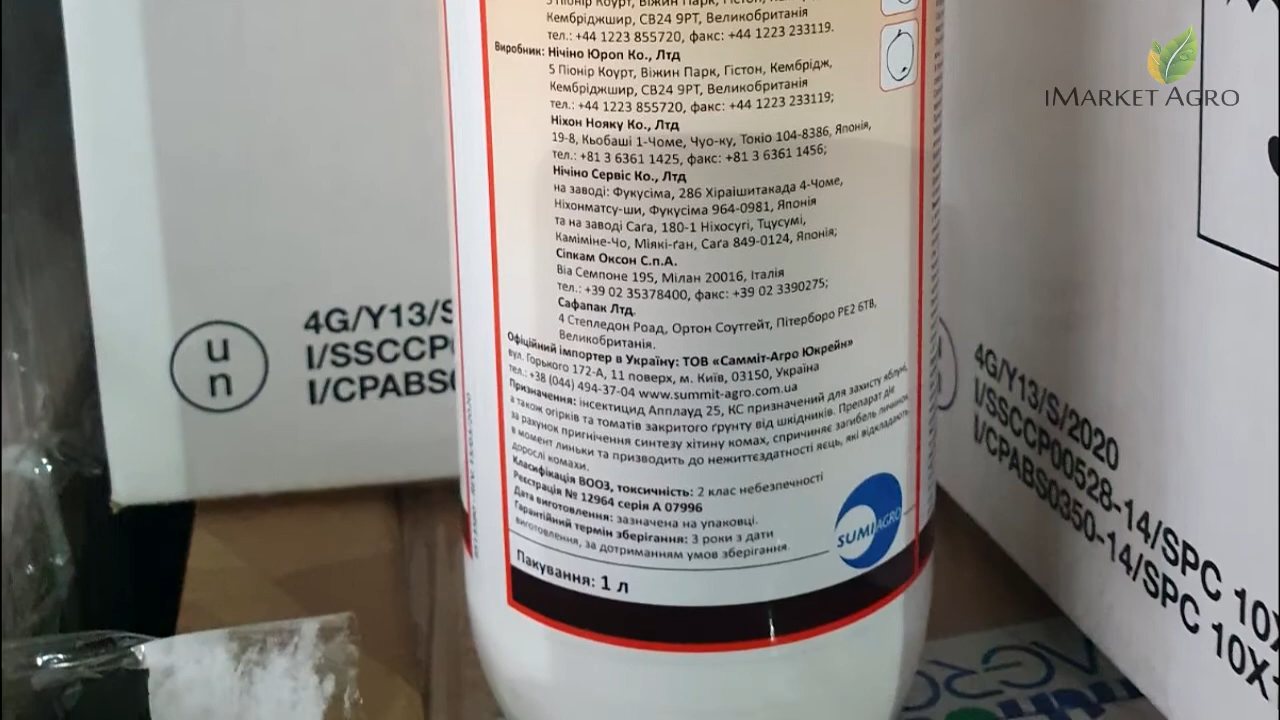 5 Піонір Коурт, Віжин Парк, Гістон,
Кембріджшир, СВ24 9РТ, Великобританія
тел.: +44 1223 855720, факс: +44 1223 233119.
Виробник: Нічіно Юроп Ко., Лтд
5 Піонір Коурт, Віжин Парк, Гістон, Кембрідж,
Кембріджшир, СВ24 9РТ, Великобританія
тел.: +44 1223 855720, факс: +44 1223 233119;
Ніхон Нояку Ко., Лтд
19-8, Кьобаші 1-Чоме, Чуо-ку, Токіо 104-8386, Японія,
тел.: +81 3 6361 1425, факс: +81 3 6361 1456;
Нічіно Сервіс Ко., Лтд
на заводі: Фукусіма, 286 Хіраішитакада 4-Чоме,
Ніхонматсу-ши, Фукусіма 964-0981, Японія
та на заводі Сага, 180-1 Ніхосугі, Тцусумі,
Каміміне-Чо, Міякі-ґан, Сага 849-0124, Японія;
Сіпкам Оксон С.п.А.
Віа Семпоне 195, Мілан 20016, Італія
тел.: +39 02 35378400, факс: +39 02 3390275;
Сафапак Лтд.
4 Степледон Роад, Ортон Соутгейт, Пітерборо РЕ2 6ТВ,
Великобританія.
Офіційний імпортер в Україну: ТОВ «Самміт-Агро Юкрейн»
вул. Горького 172-А, 11 поверх, м. Київ, 03150, Україна
тел.: +38 (044) 494-37-04 www.summit-agro.com.ua
Призначення: інсектицид Апплауд 25, КС призначений для захисту яблуні,
а також огірків та томатів закритого ґрунту від шкідників. Препарат діє
за рахунок пригнічення синтезу хітину комах, спричиняє загибель личинок
в момент линьки та призводить до нежиттєздатності яєць, які відкладають
дорослі комахи.
Класифікація ВООЗ, токсичність: 2 клас небезпечності
Реєстрація № 12964 серія А 07996
Дата виготовлення: зазначена на упаковці.
Гарантійний термін зберігання: 3 роки з дати
виготовлення, за дотриманням умов зберігання.
Пакування: 1 л
SUMI AGRO
iMarket Agro
u
n
4G/Y13/S
I/SSCCP
I/CPABS0
4G/Y13/S/2020
I/SSCCP00528-14/SPC 10X
I/CPABS0350-14/SPC 10X